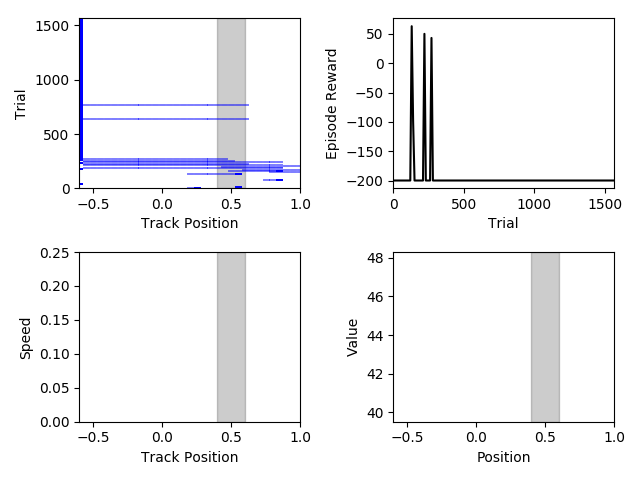 1500
1000
500
0
Trial
−0.5 0.0 0.5 1.0
Track Position
50
0
−50
−100
−150
−200
Episode Reward
0 500 1000 1500
Trial
0.25
0.20
0.15
0.10
0.05
0.00
Speed
−0.5 0.0 0.5 1.0
Track Position
48
46
44
42
40
Value
−0.5 0.0 0.5 1.0
Position